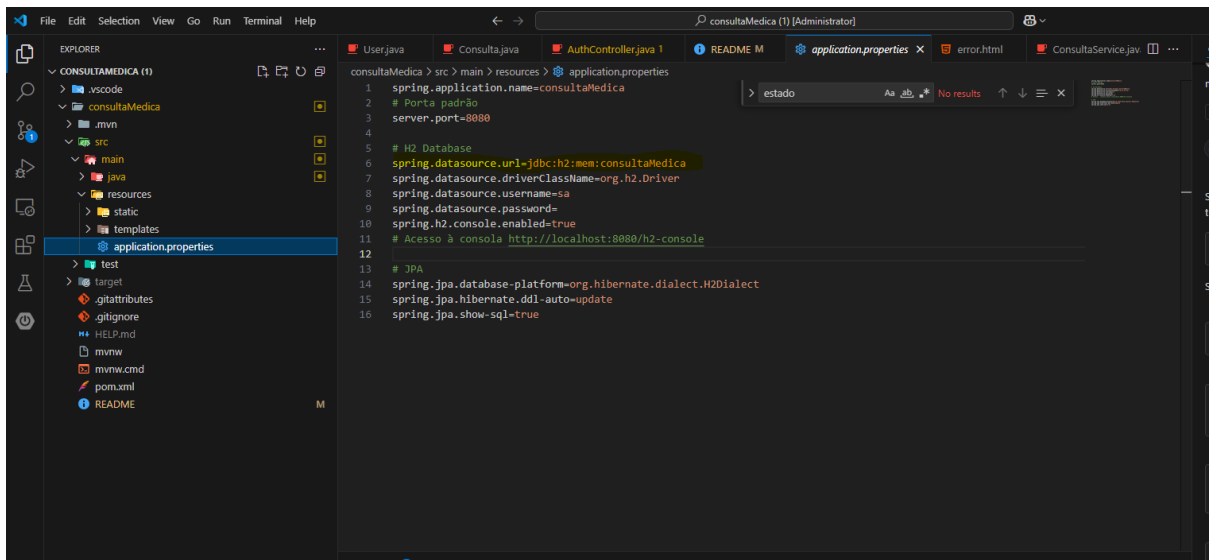 File Edit Selection View Go Run Terminal Help
consultaMedica (1) [Administrator]
EXPLORER
CONSULTAMEDICA (1)
.vscode
consultaMedica
.mvn
src
main
java
resources
static
templates
application.properties
test
target
.gitattributes
.gitignore
HELP.md
mvnw
mvnw.cmd
pom.xml
README M
1
User.java
Consulta.java
AuthController.java 1
README M
application.properties
error.html
ConsultaService.jav
consultaMedica > src > main > resources > application.properties
estado
Aa ab .* No results
1 spring.application.name=consultaMedica
2 # Porta padrão
3 server.port=8080
4
5 # H2 Database
6 spring.datasource.url=jdbc:h2:mem:consultaMedica
7 spring.datasource.driverClassName=org.h2.Driver
8 spring.datasource.username=sa
9 spring.datasource.password=
10 spring.h2.console.enabled=true
11 # Acesso à consola http://localhost:8080/h2-console
12
13 # JPA
14 spring.jpa.database-platform=org.hibernate.dialect.H2Dialect
15 spring.jpa.hibernate.ddl-auto=update
16 spring.jpa.show-sql=true